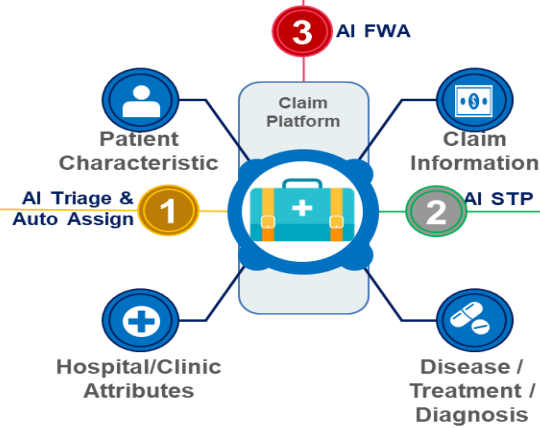 3
AI FWA
Claim
Platform
Patient
Characteristic
Claim
Information
AI Triage &
Auto Assign
1
2
AI STP
Hospital/Clinic
Attributes
Disease /
Treatment /
Diagnosis